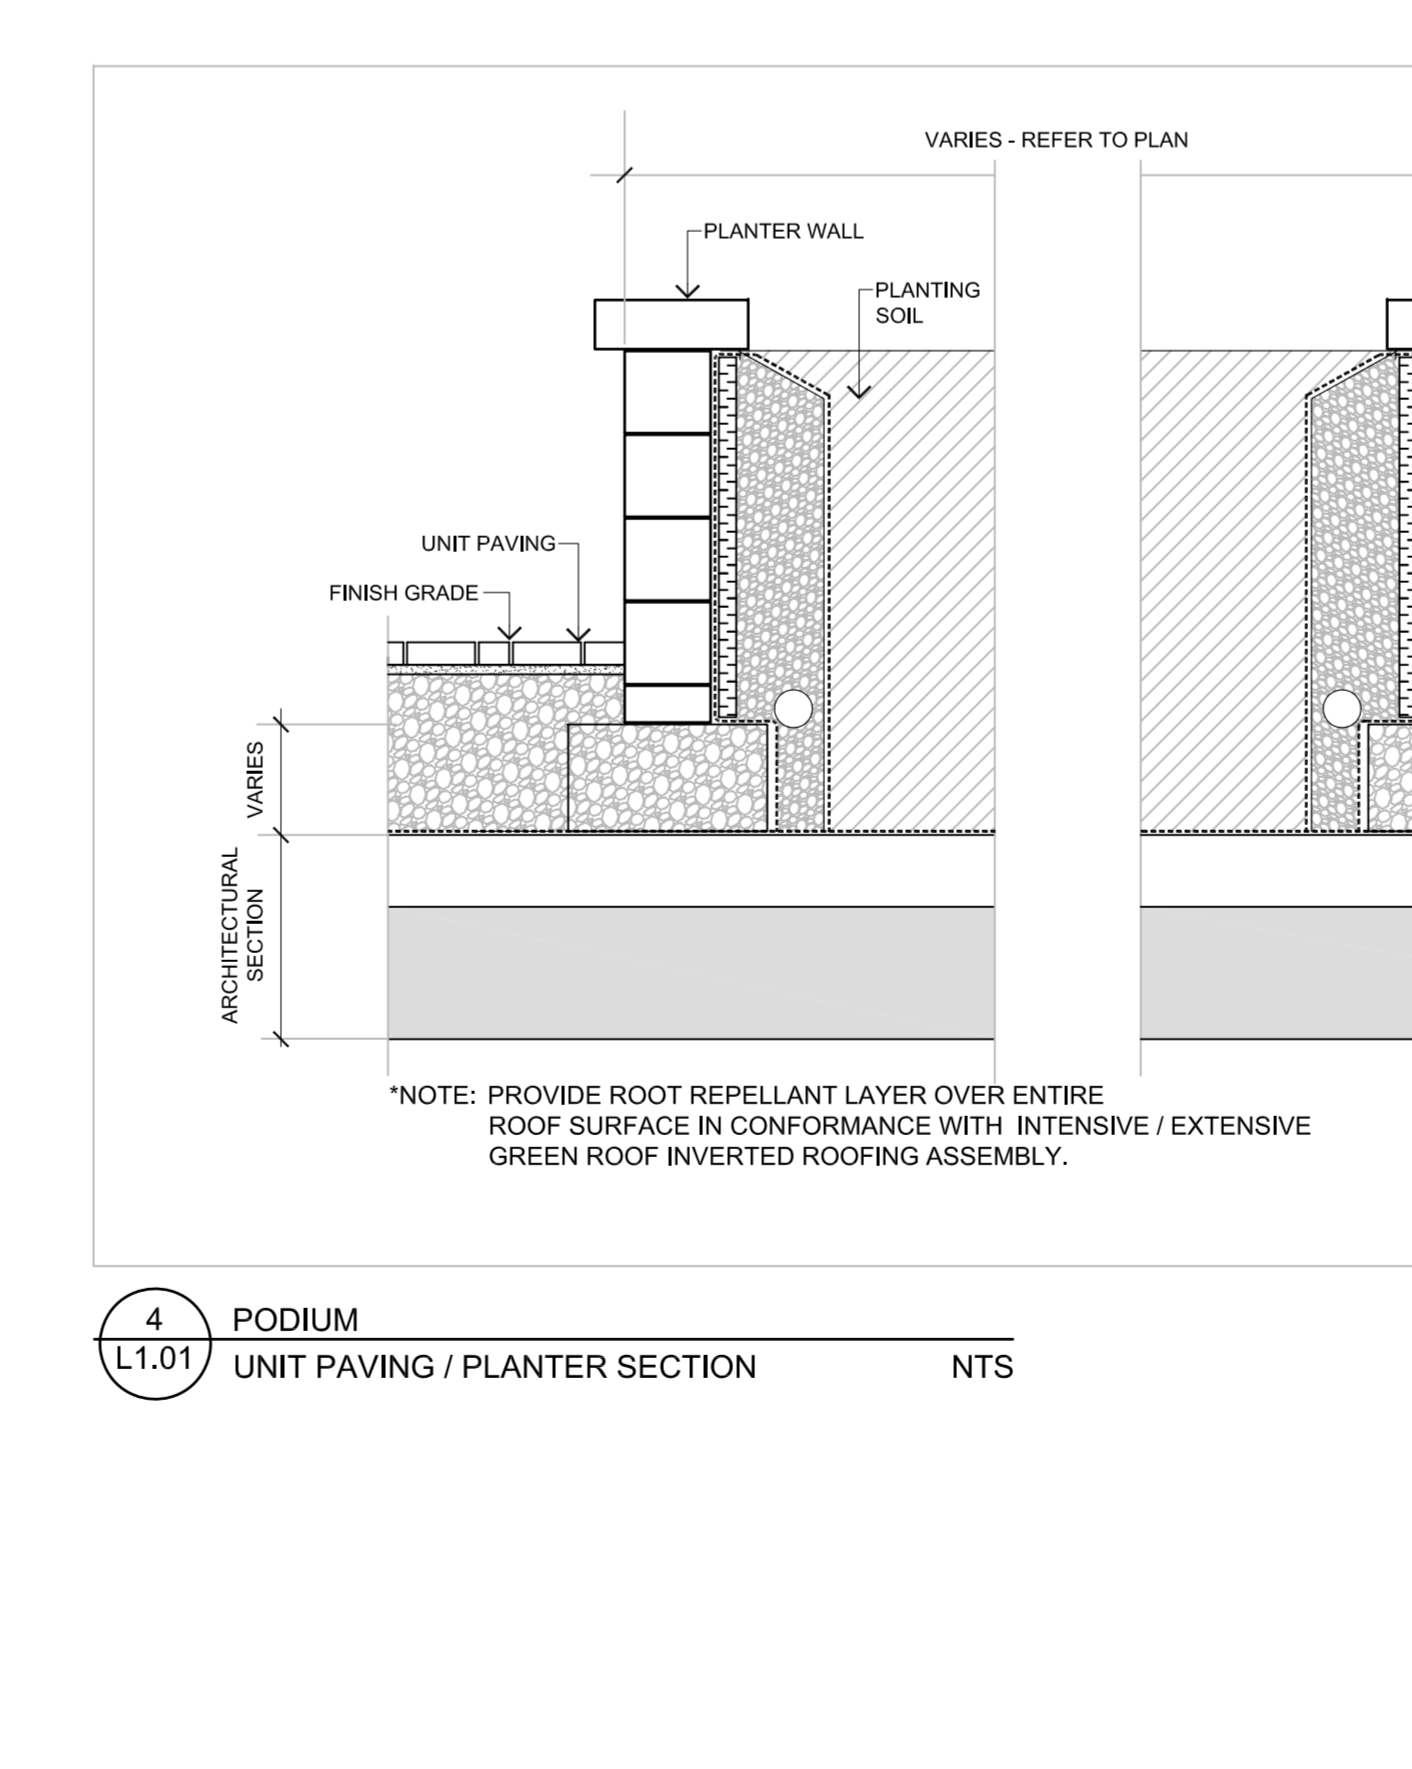 VARIES - REFER TO PLAN
PLANTER WALL
PLANTING
SOIL
UNIT PAVING
FINISH GRADE
VARIES
ARCHITECTURAL
SECTION
*NOTE: PROVIDE ROOT REPELLANT LAYER OVER ENTIRE
ROOF SURFACE IN CONFORMANCE WITH INTENSIVE / EXTENSIVE
GREEN ROOF INVERTED ROOFING ASSEMBLY.
4
PODIUM
L1.01
UNIT PAVING / PLANTER SECTION NTS